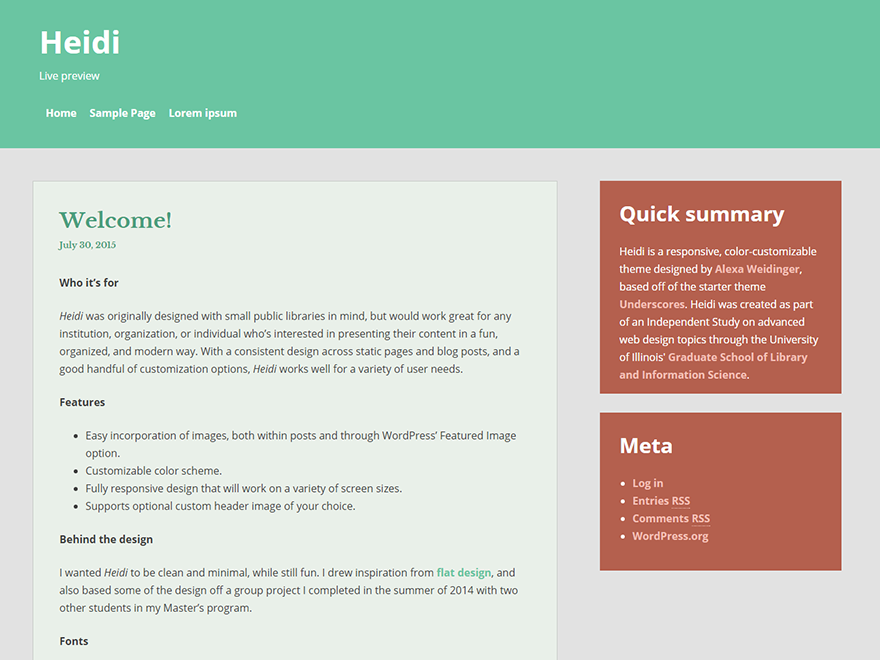 Heidi
Live preview
Home Sample Page Lorem ipsum
Welcome!
July 30, 2015
Who it’s for
Heidi was originally designed with small public libraries in mind, but would work great for any
institution, organization, or individual who’s interested in presenting their content in a fun,
organized, and modern way. With a consistent design across static pages and blog posts, and a
good handful of customization options, Heidi works well for a variety of user needs.
Features
• Easy incorporation of images, both within posts and through WordPress’ Featured Image
option.
• Customizable color scheme.
• Fully responsive design that will work on a variety of screen sizes.
• Supports optional custom header image of your choice.
Behind the design
I wanted Heidi to be clean and minimal, while still fun. I drew inspiration from flat design, and
also based some of the design off a group project I completed in the summer of 2014 with two
other students in my Master’s program.
Fonts
Quick summary
Heidi is a responsive, color-customizable
theme designed by Alexa Weidinger,
based off of the starter theme
Underscores. Heidi was created as part
of an Independent Study on advanced
web design topics through the University
of Illinois' Graduate School of Library
and Information Science.
Meta
• Log in
• Entries RSS
• Comments RSS
• WordPress.org